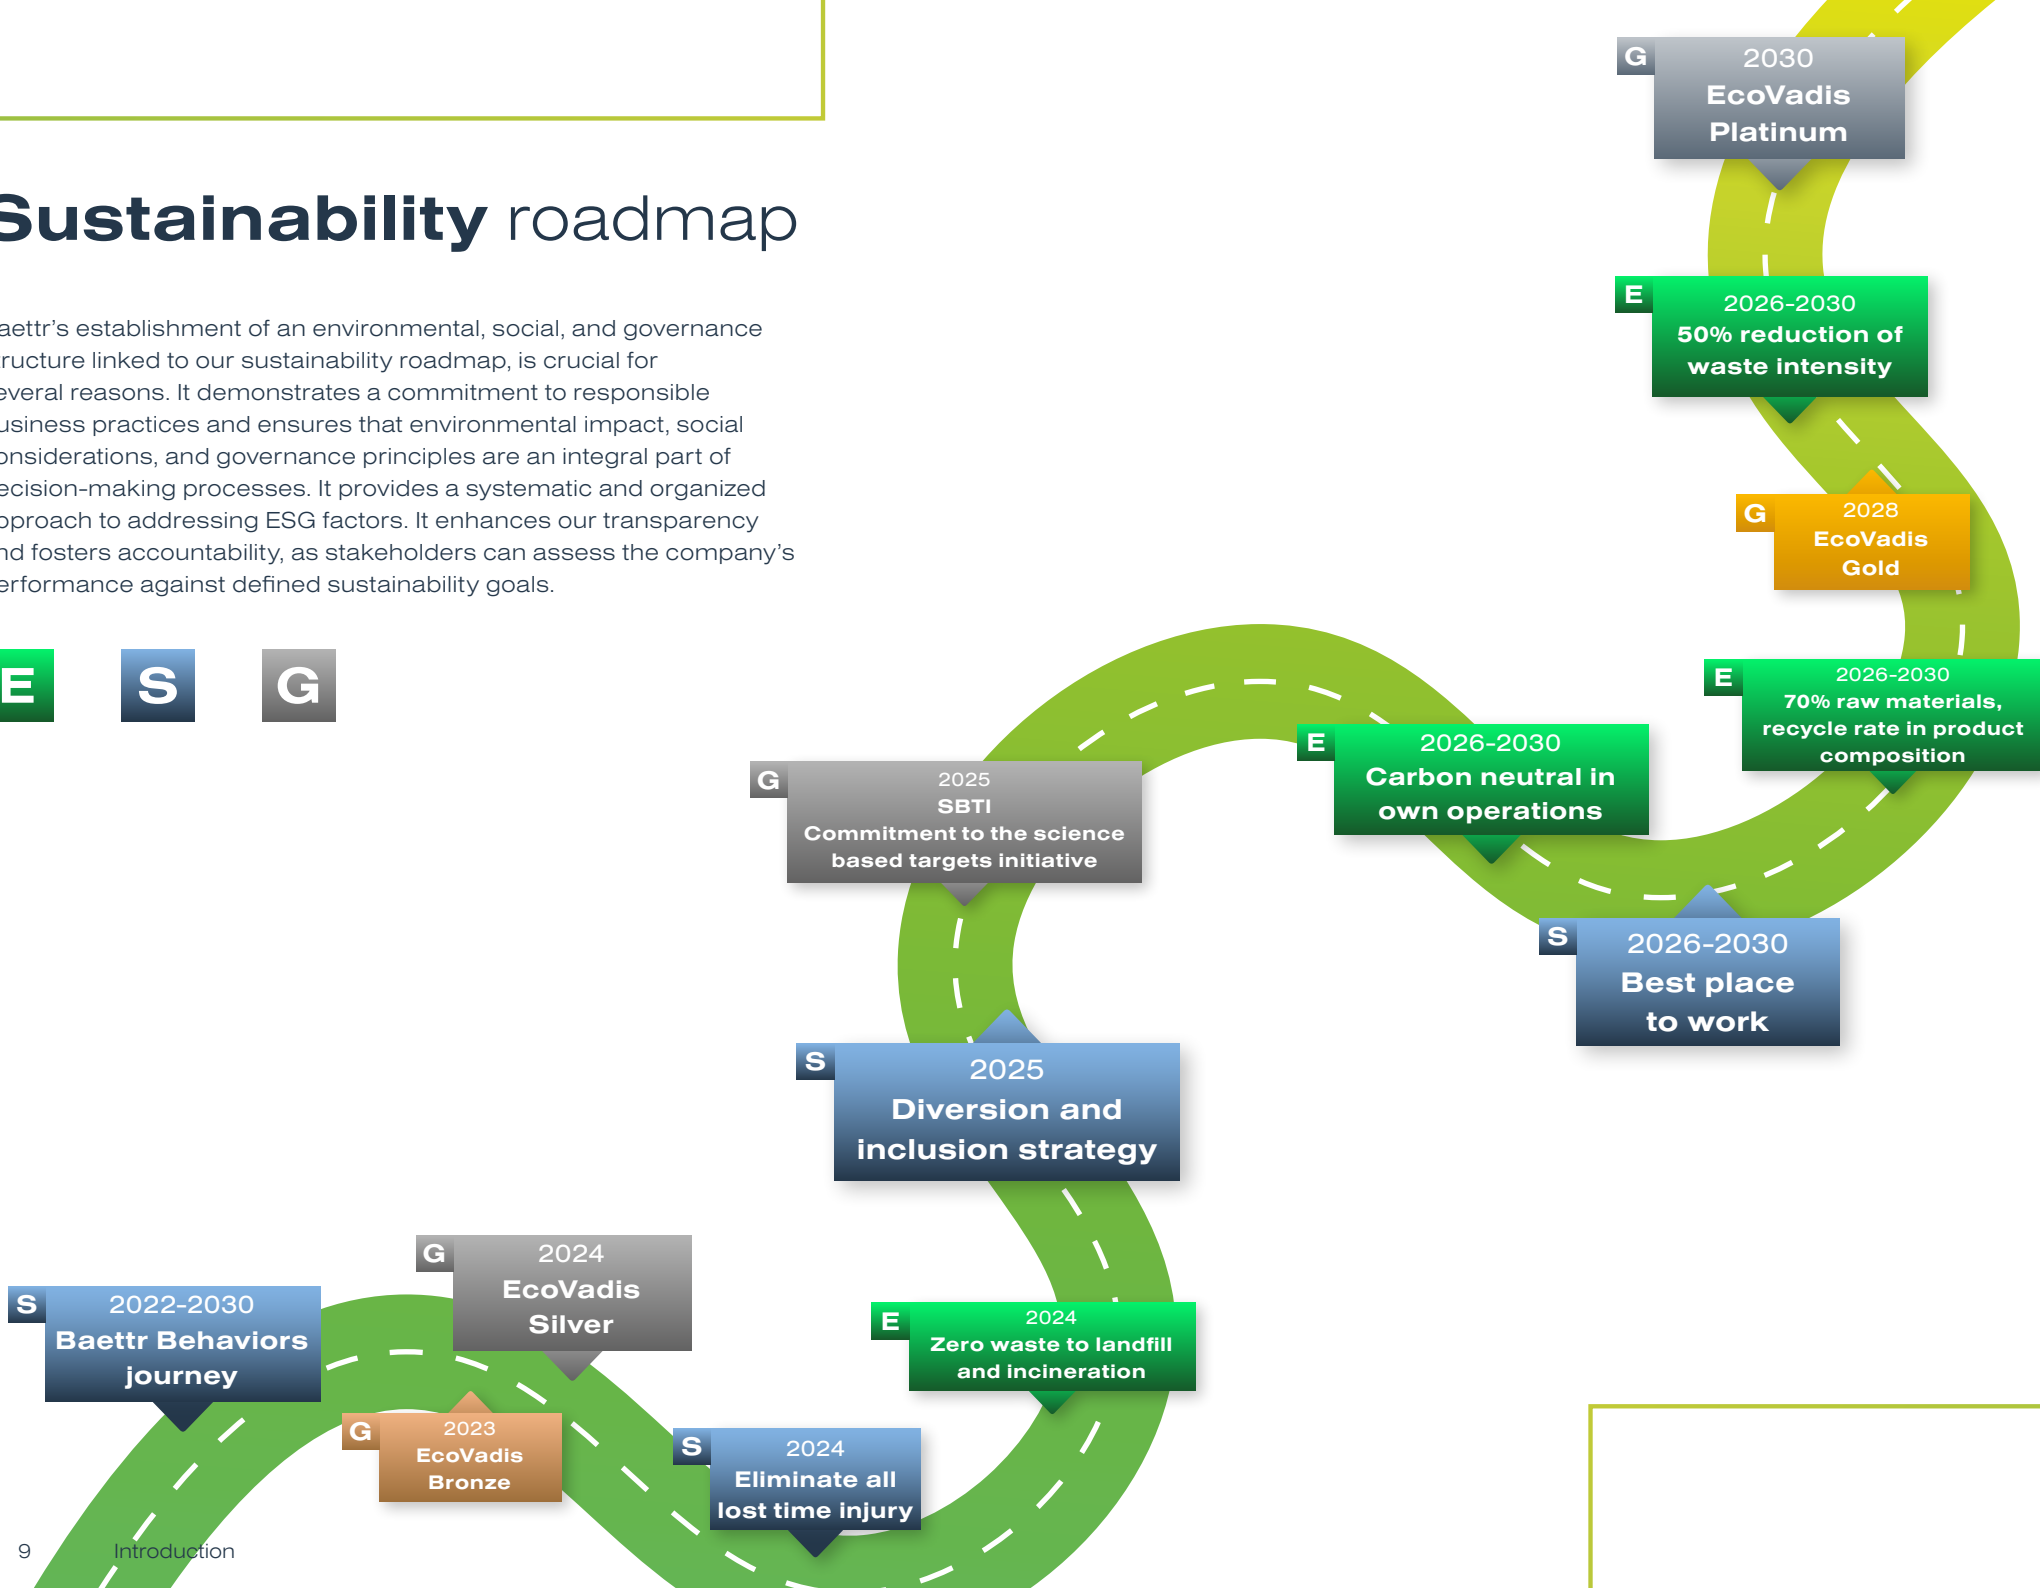 Sustainability roadmap
aettr's establishment of an environmental, social, and governance
tructure linked to our sustainability roadmap, is crucial for
everal reasons. It demonstrates a commitment to responsible
usiness practices and ensures that environmental impact, social
onsiderations, and governance principles are an integral part of
ecision-making processes. It provides a systematic and organized
pproach to addressing ESG factors. It enhances our transparency
nd fosters accountability, as stakeholders can assess the company's
erformance against defined sustainability goals.
E S G
G
2030
EcoVadis
Platinum
E
2026-2030
50% reduction of
waste intensity
G
2028
EcoVadis
Gold
E
2026-2030
70% raw materials,
recycle rate in product
composition
E
2026-2030
Carbon neutral in
own operations
G
2025
SBTI
Commitment to the science
based targets initiative
S
2026-2030
Best place
to work
S
2025
Diversion and
inclusion strategy
G
2024
EcoVadis
Silver
S
2022-2030
Baettr Behaviors
journey
E
2024
Zero waste to landfill
and incineration
G
2023
EcoVadis
Bronze
S
2024
Eliminate all
lost time injury
9 Introduction